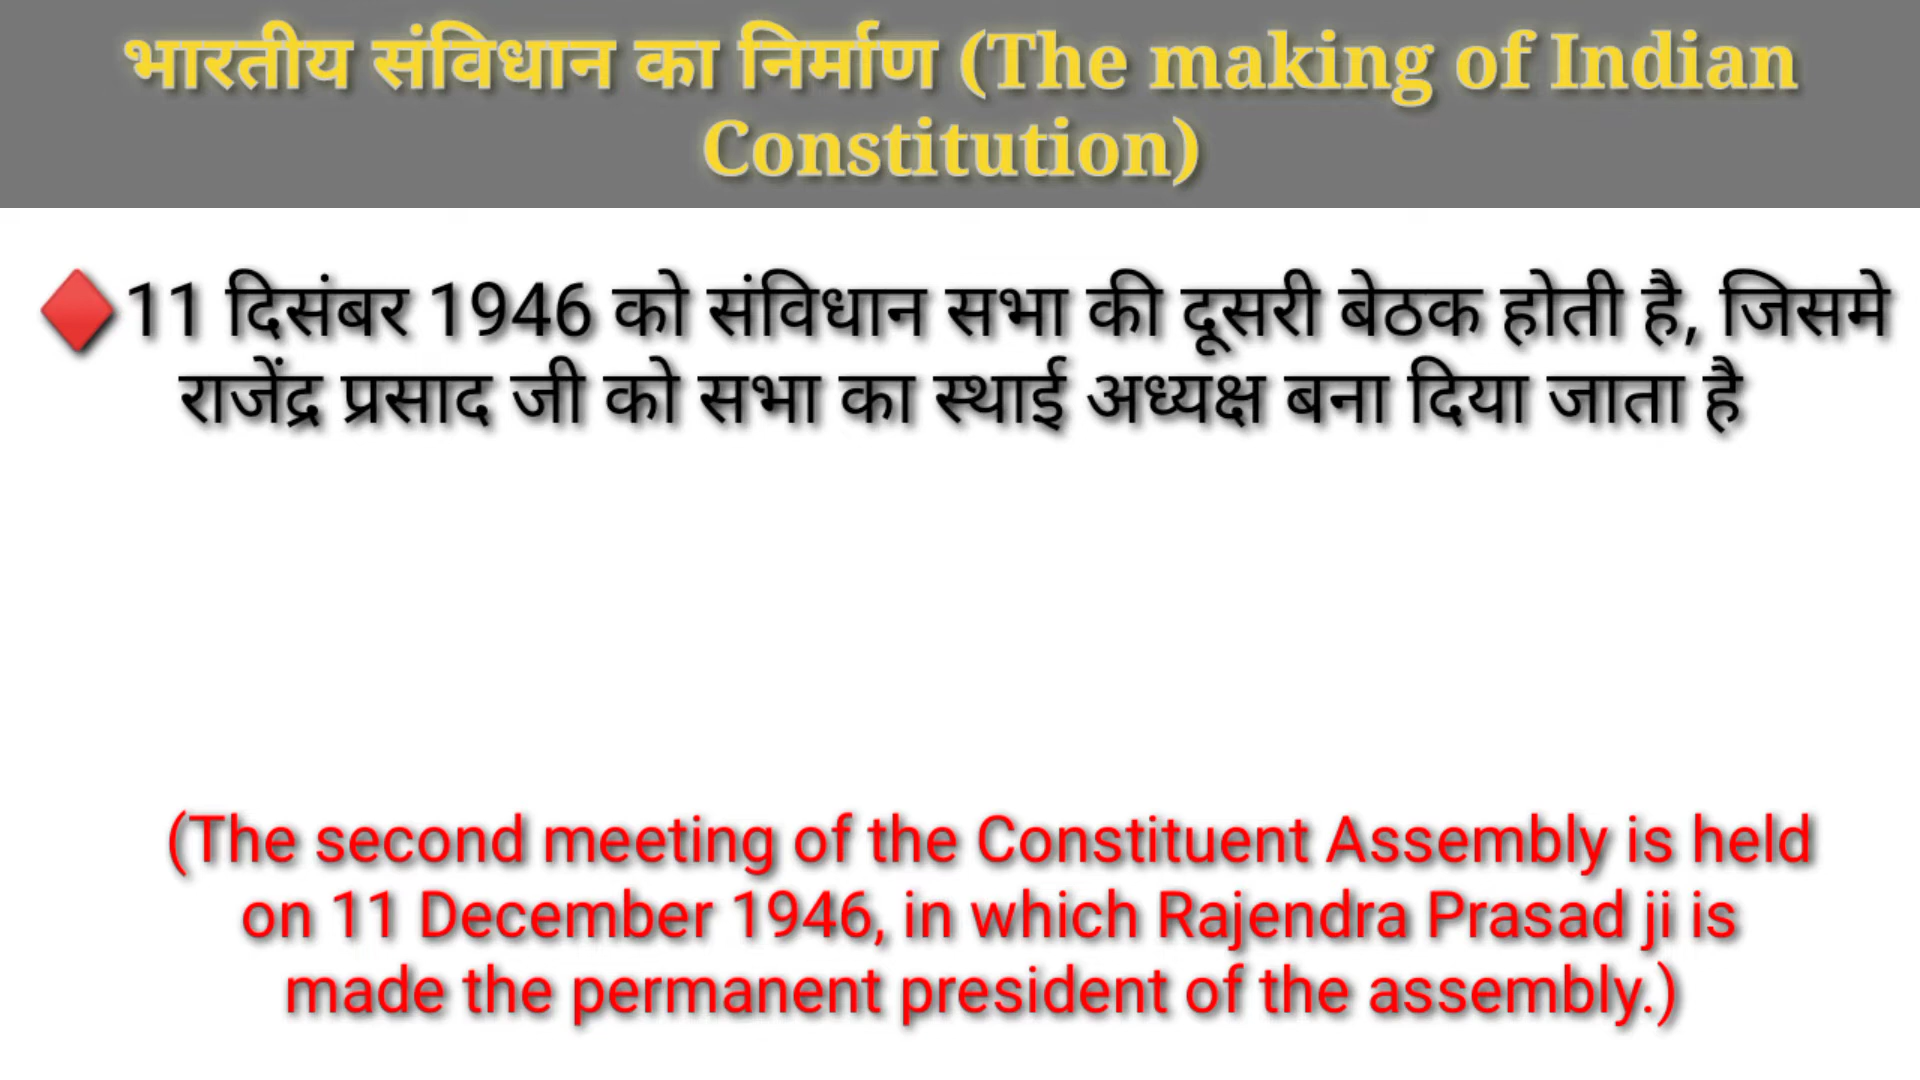 भारतीय संविधान का निर्माण (The making of Indian
Constitution)
♦️11 दिसंबर 1946 को संविधान सभा की दूसरी बेठक होती है, जिसमे
राजेंद्र प्रसाद जी को सभा का स्थाई अध्यक्ष बना दिया जाता है
(The second meeting of the Constituent Assembly is held
on 11 December 1946, in which Rajendra Prasad ji is
made the permanent president of the assembly.)